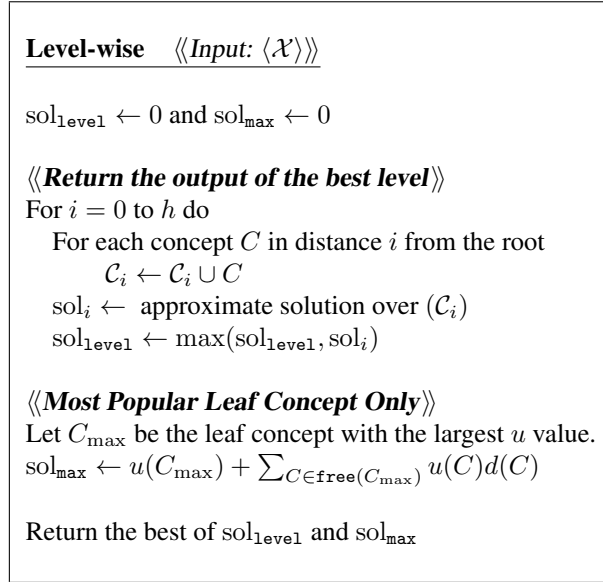 Level-wise ⟪Input: ⟨𝒳⟩⟫
sol_level ← 0 and sol_max ← 0
⟪Return the output of the best level⟫
For i = 0 to h do
For each concept C in distance i from the root
𝒞_i ← 𝒞_i ∪ C
sol_i ← approximate solution over (𝒞_i)
sol_level ← max(sol_level, sol_i)
⟪Most Popular Leaf Concept Only⟫
Let C_max be the leaf concept with the largest u value.
sol_max ← u(C_max) + ∑_{C∈free(C_max)} u(C)d(C)
Return the best of sol_level and sol_max